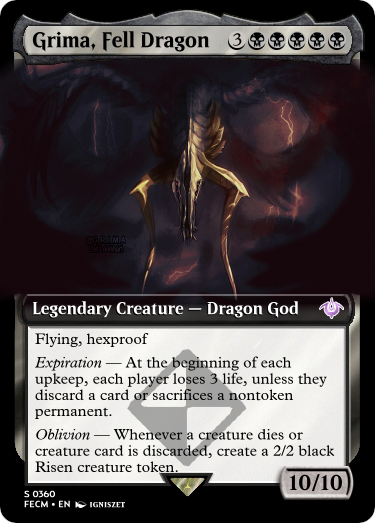 Grima, Fell Dragon 3
Legendary Creature — Dragon God
Flying, hexproof
Expiration — At the beginning of each
upkeep, each player loses 3 life, unless they
discard a card or sacrifices a nontoken
permanent.
Oblivion — Whenever a creature dies or
creature card is discarded, create a 2/2 black
Risen creature token.
10/10
S 0360
FECM • EN IGNISZET